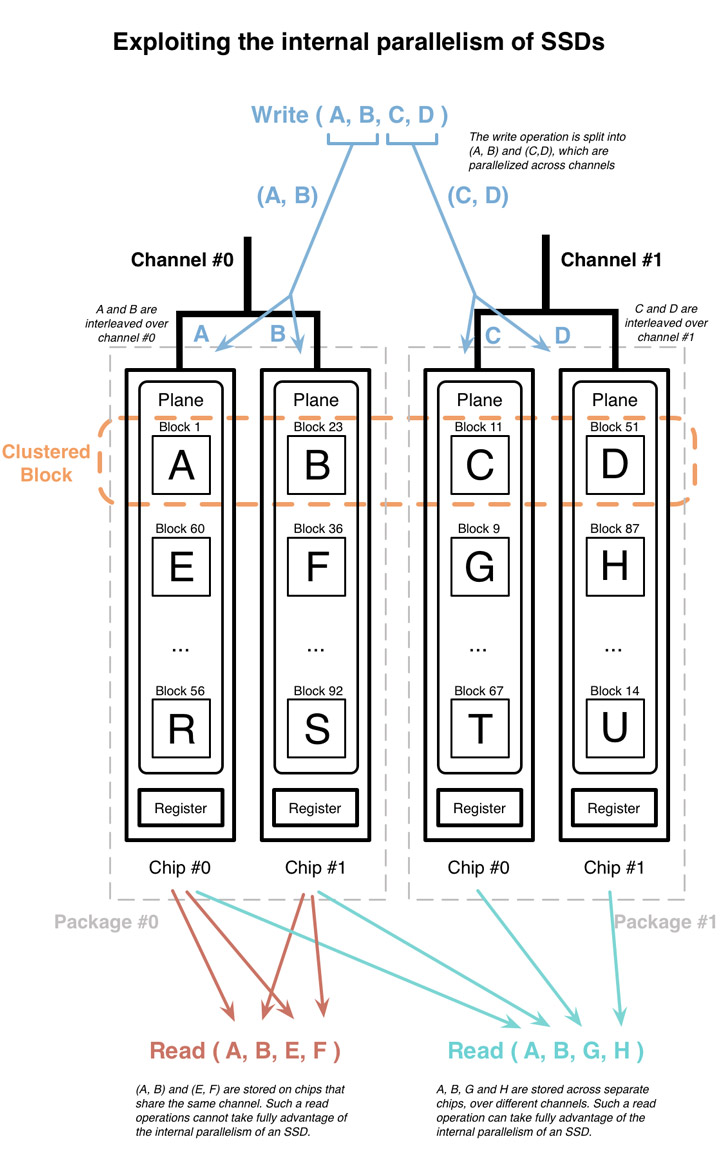 Exploiting the internal parallelism of SSDs
Write ( A, B, C, D )
The write operation is split into
(A, B) and (C,D), which are
parallelized across channels
(A, B)
(C, D)
Channel #0
Channel #1
A and B are
interleaved over
channel #0
C and D are
interleaved over
channel #1
A
B
C
D
Plane
Plane
Plane
Plane
Clustered
Block
Block 1
Block 23
Block 11
Block 51
A
B
C
D
Block 60
Block 36
Block 9
Block 87
E
F
G
H
...
...
...
...
Block 56
Block 92
Block 67
Block 14
R
S
T
U
Register
Register
Register
Register
Chip #0
Chip #1
Chip #0
Chip #1
Package #0
Package #1
Read ( A, B, E, F )
Read ( A, B, G, H )
(A, B) and (E, F) are stored on chips that
share the same channel. Such a read
operations cannot take fully advantage of
the internal parallelism of an SSD.
A, B, G and H are stored across separate
chips, over different channels. Such a read
operation can take fully advantage of the
internal parallelism of an SSD.